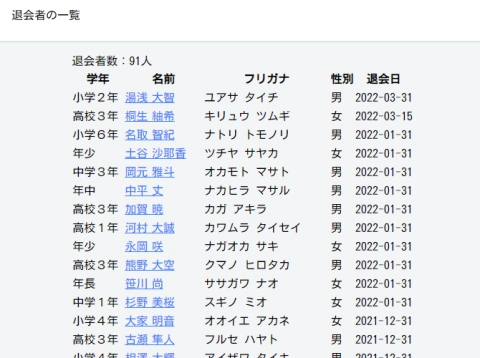 退会者の一覧
退会者数：91人
学年 名前 フリガナ 性別 退会日
小学２年 湯浅 大智 ユアサ タイチ 男 2022-03-31
高校３年 桐生 紬希 キリュウ ツムギ 女 2022-03-15
小学６年 名取 智紀 ナトリ トモノリ 男 2022-01-31
年少 土谷 沙耶香 ツチヤ サヤカ 女 2022-01-31
中学３年 岡元 雅斗 オカモト マサト 男 2022-01-31
年中 中平 丈 ナカヒラ マサル 男 2022-01-31
高校３年 加賀 暁 カガ アキラ 男 2022-01-31
高校１年 河村 大誠 カワムラ タイセイ 男 2022-01-31
年少 永岡 咲 ナガオカ サキ 女 2022-01-31
高校３年 熊野 大空 クマノ ヒロタカ 男 2022-01-31
年長 笹川 尚 ササガワ ナオ 女 2022-01-31
中学１年 杉野 美桜 スギノ ミオ 女 2022-01-31
小学４年 大家 明音 オオイエ アカネ 女 2021-12-31
高校３年 古瀬 隼人 フルセ ハヤト 男 2021-12-31
小学４年 相澤 大輝 アイザワ タイキ 男 2021-12-31